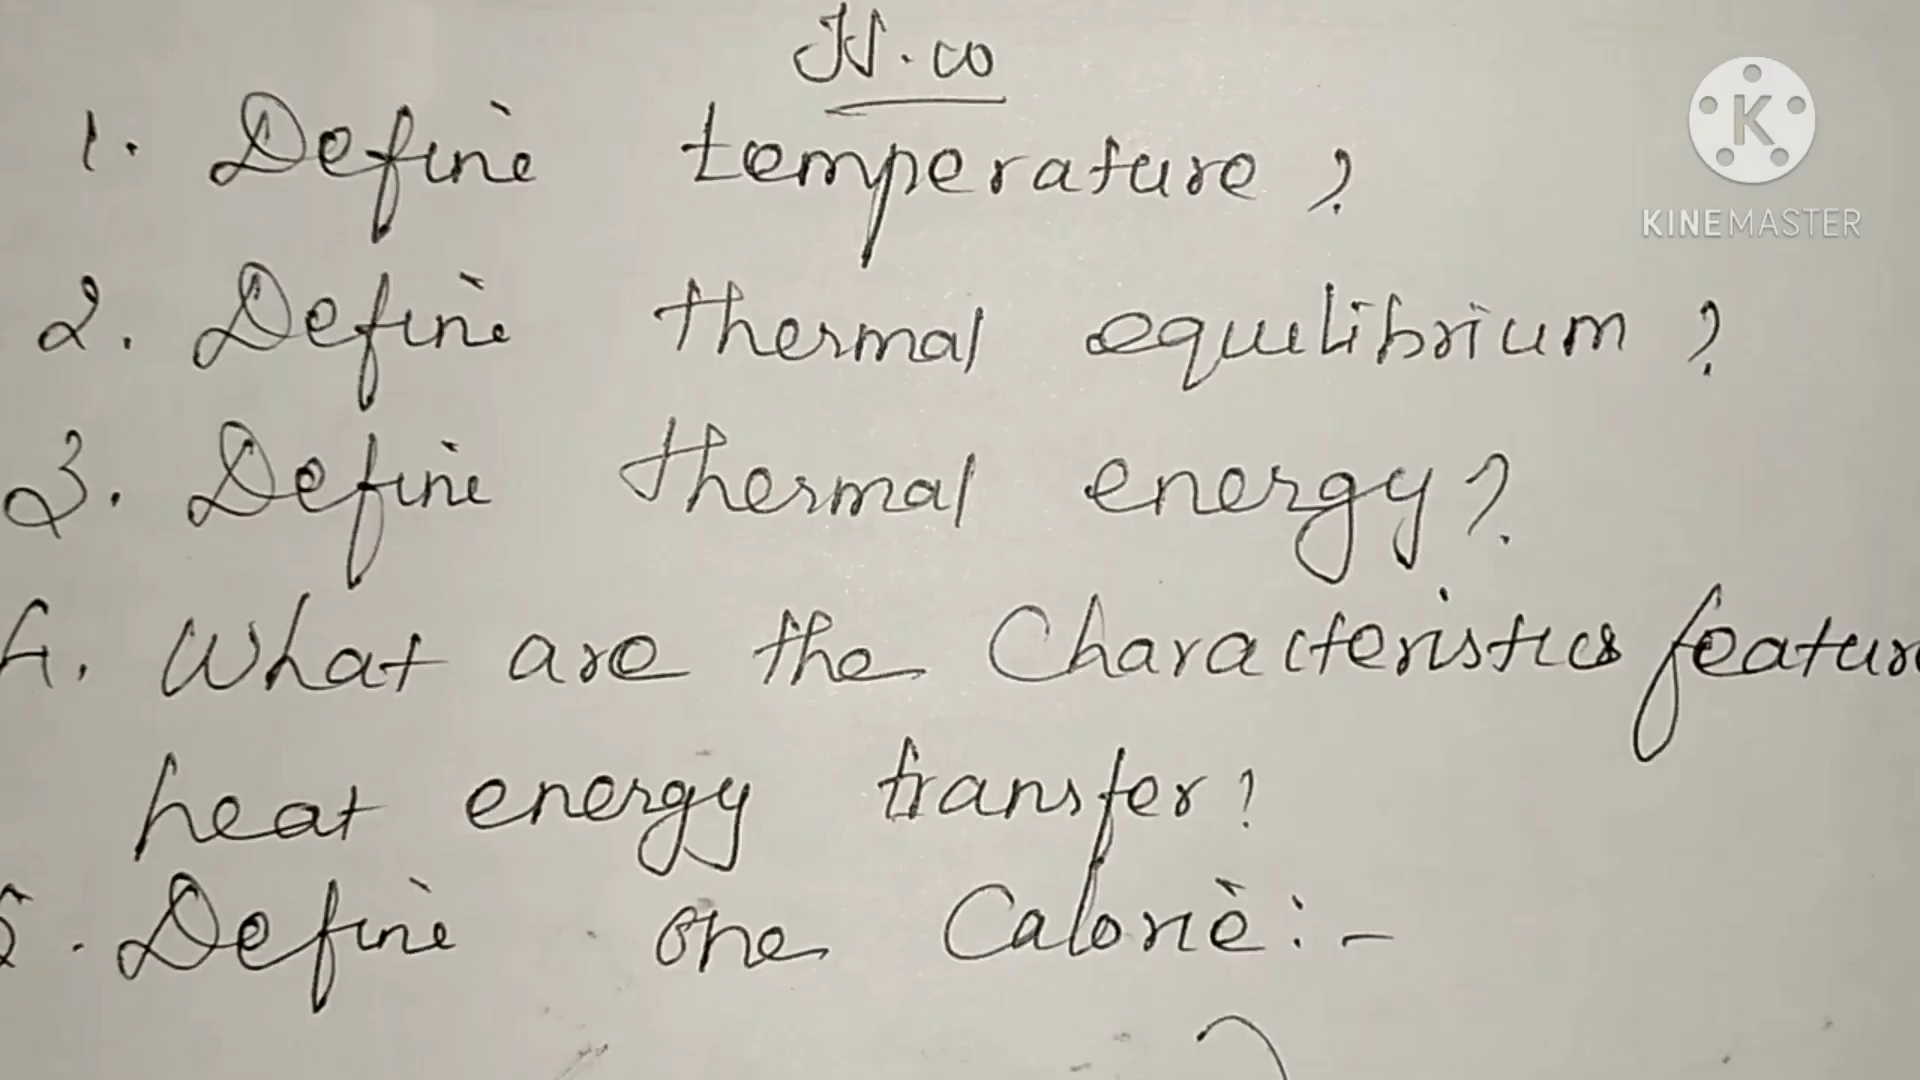 H.W
1. Define temperature?
2. Define thermal equilibrium?
3. Define thermal energy?
4. What are the Characteristics featur
heat energy transfer?
5. Define one Calorie:-
K
KINEMASTER